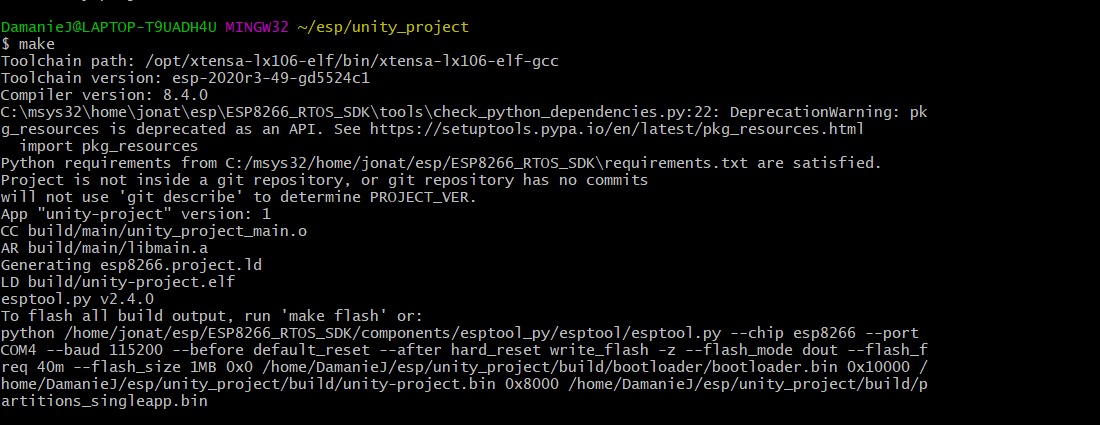 DamanieJ@LAPTOP-T9UADH4U MINGW32 ~/esp/unity_project
$ make
Toolchain path: /opt/xtensa-lx106-elf/bin/xtensa-lx106-elf-gcc
Toolchain version: esp-2020r3-49-gd5524c1
Compiler version: 8.4.0
C:\msys32\home\jonat\esp\ESP8266_RTOS_SDK\tools\check_python_dependencies.py:22: DeprecationWarning: pk
g_resources is deprecated as an API. See https://setuptools.pypa.io/en/latest/pkg_resources.html
  import pkg_resources
Python requirements from C:/msys32/home/jonat/esp/ESP8266_RTOS_SDK\requirements.txt are satisfied.
Project is not inside a git repository, or git repository has no commits
will not use 'git describe' to determine PROJECT_VER.
App "unity-project" version: 1
CC build/main/unity_project_main.o
AR build/main/libmain.a
Generating esp8266.project.ld
LD build/unity-project.elf
esptool.py v2.4.0
To flash all build output, run 'make flash' or:
python /home/jonat/esp/ESP8266_RTOS_SDK/components/esptool_py/esptool/esptool.py --chip esp8266 --port
COM4 --baud 115200 --before default_reset --after hard_reset write_flash -z --flash_mode dout --flash_f
req 40m --flash_size 1MB 0x0 /home/DamanieJ/esp/unity_project/build/bootloader/bootloader.bin 0x10000 /
home/DamanieJ/esp/unity_project/build/unity-project.bin 0x8000 /home/DamanieJ/esp/unity_project/build/p
artitions_singleapp.bin